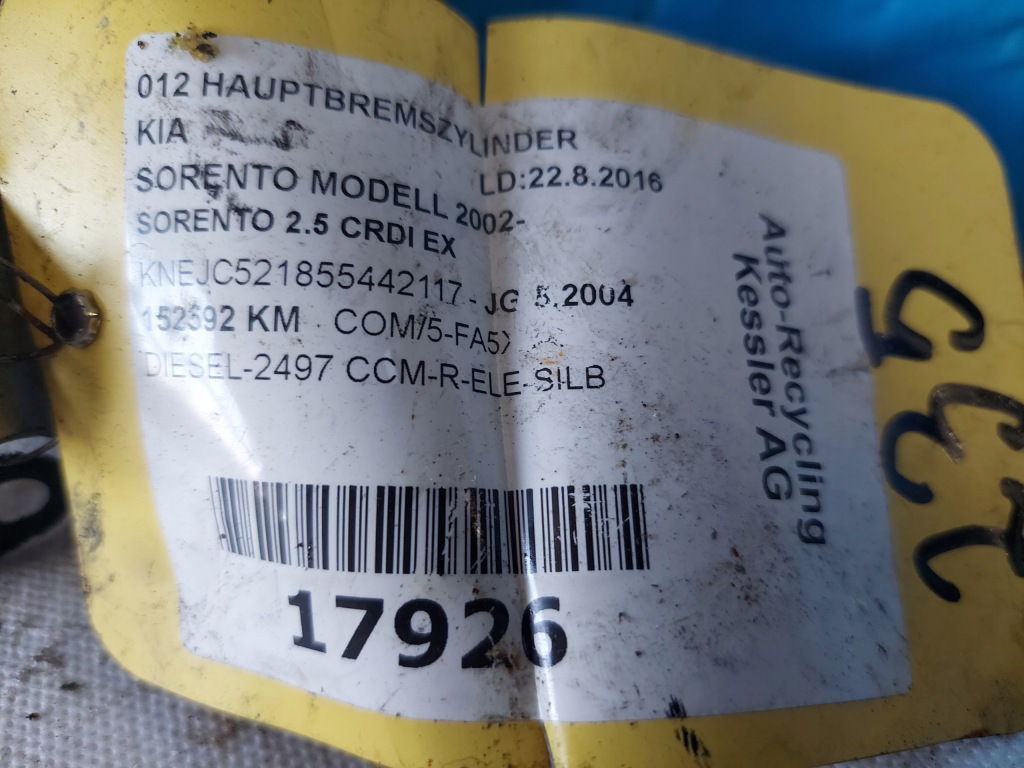 012 HAUPTBREMSZYLINDER
KIA
SORENTO MODELL 2002- LD:22.8.2016
SORENTO 2.5 CRDI EX
KNEJC521855442117 - JG 5.2004
152592 KM COM/5-FA5X
DIESEL-2497 CCM-R-ELE-SILB
17926
Auto-Recycling
Kessler AG